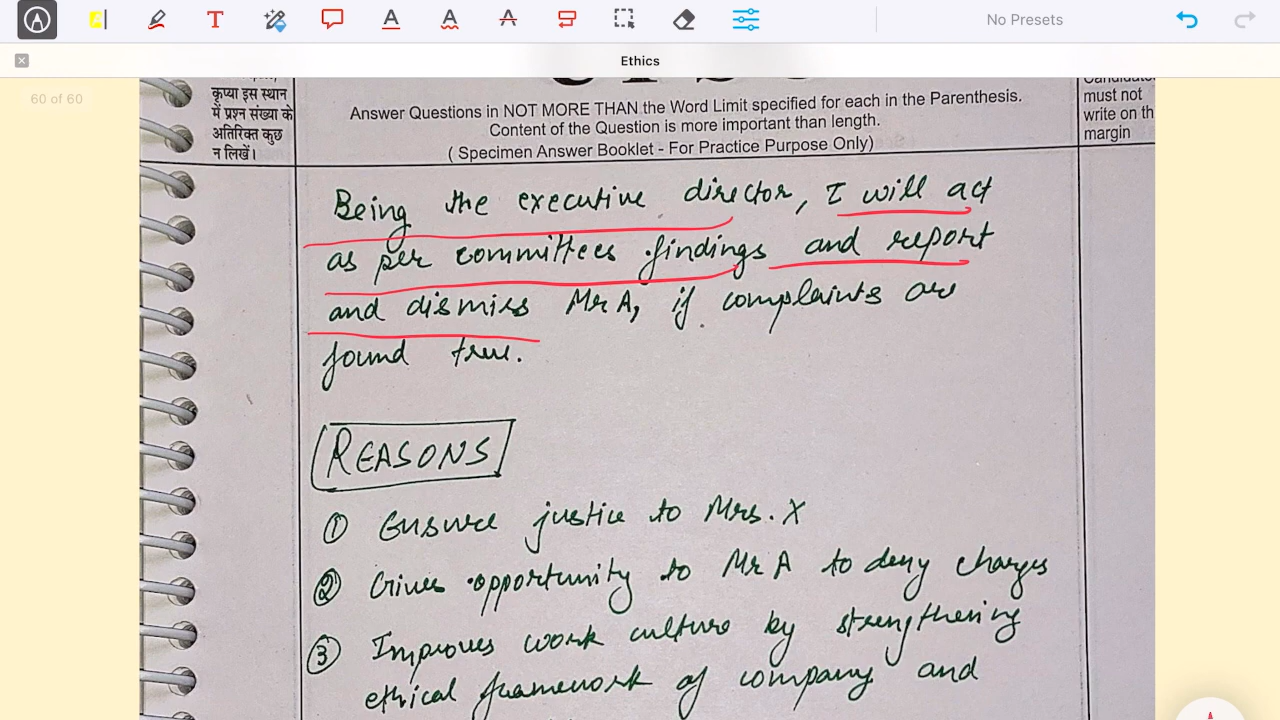 No Presets
Ethics
60 of 60
कृप्या इस स्थान
में प्रश्न संख्या के
अतिरिक्त कुछ
न लिखें।
Answer Questions in NOT MORE THAN the Word Limit specified for each in the Parenthesis.
Content of the Question is more important than length.
( Specimen Answer Booklet - For Practice Purpose Only)
must not
write on th
margin
Being the executive director, I will act
as per committees findings and report
and dismiss Mr A, if complaints are
found true.
REASONS
① Ensure justice to Mrs. X
② Gives opportunity to Mr A to deny charges
③ Improves work culture by strengthening
ethical framework of company and